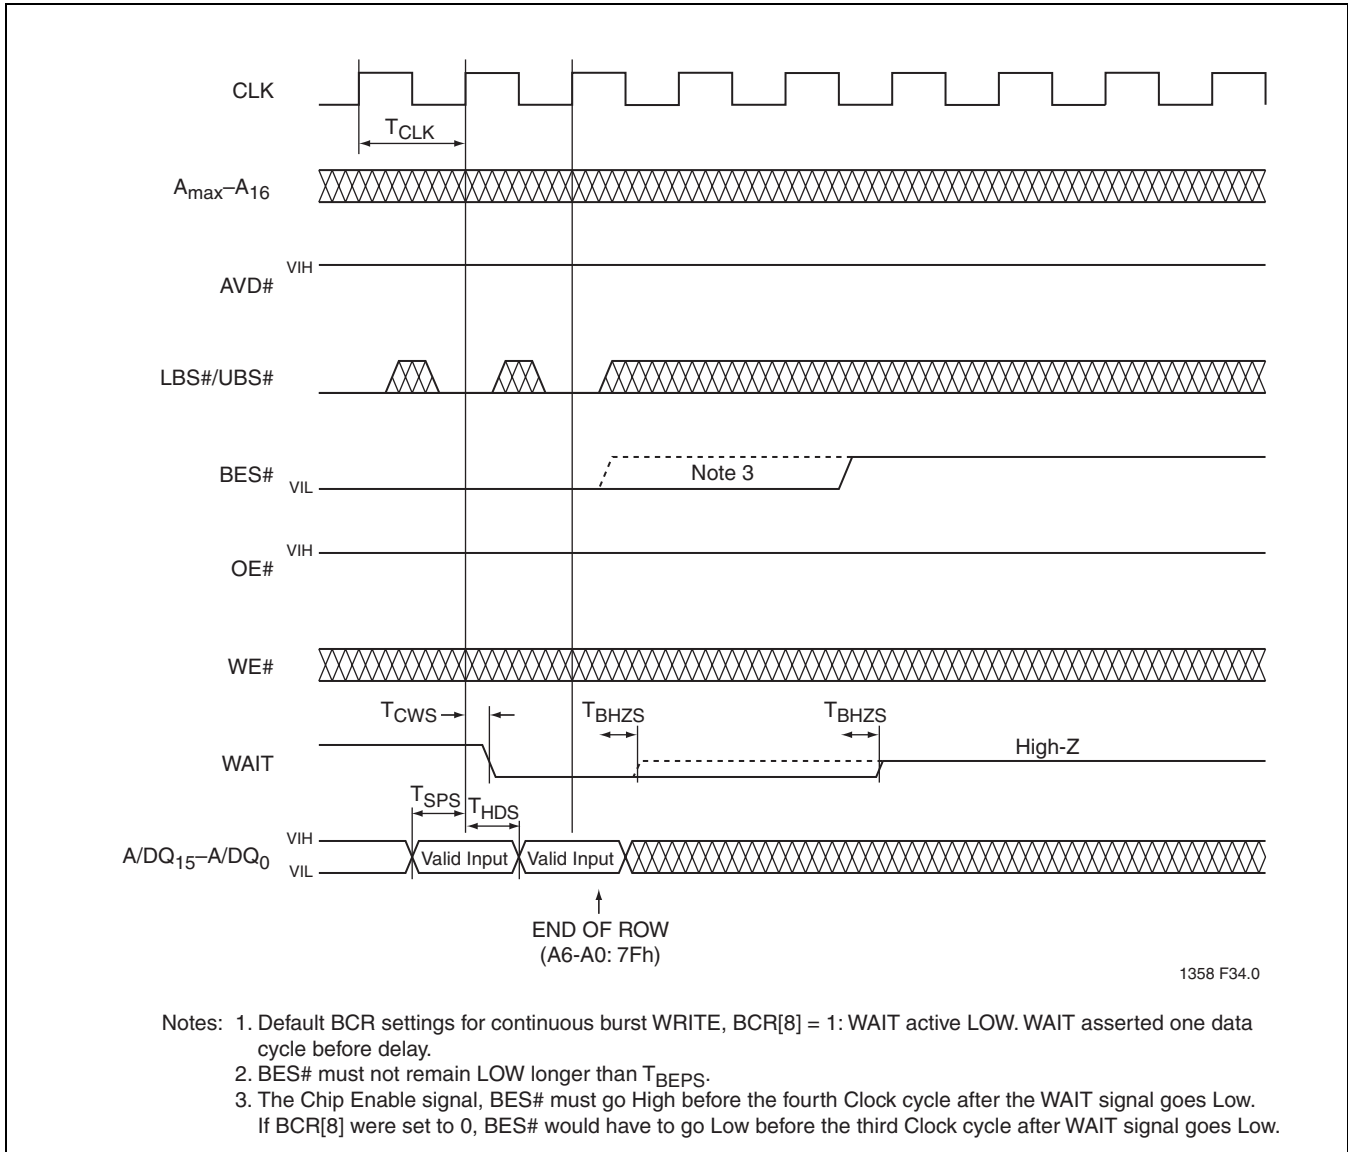 CLK
TCLK
Amax–A16
VIH
AVD#
LBS#/UBS#
BES#
VIL
Note 3
VIH
OE#
WE#
TCWS
TBHZS
TBHZS
WAIT
High-Z
TSPS
THDS
VIH
A/DQ15–A/DQ0
VIL
Valid Input
Valid Input
END OF ROW
(A6-A0: 7Fh)
1358 F34.0
Notes: 1. Default BCR settings for continuous burst WRITE, BCR[8] = 1: WAIT active LOW. WAIT asserted one data
cycle before delay.
2. BES# must not remain LOW longer than TBEPS.
3. The Chip Enable signal, BES# must go High before the fourth Clock cycle after the WAIT signal goes Low.
If BCR[8] were set to 0, BES# would have to go Low before the third Clock cycle after WAIT signal goes Low.